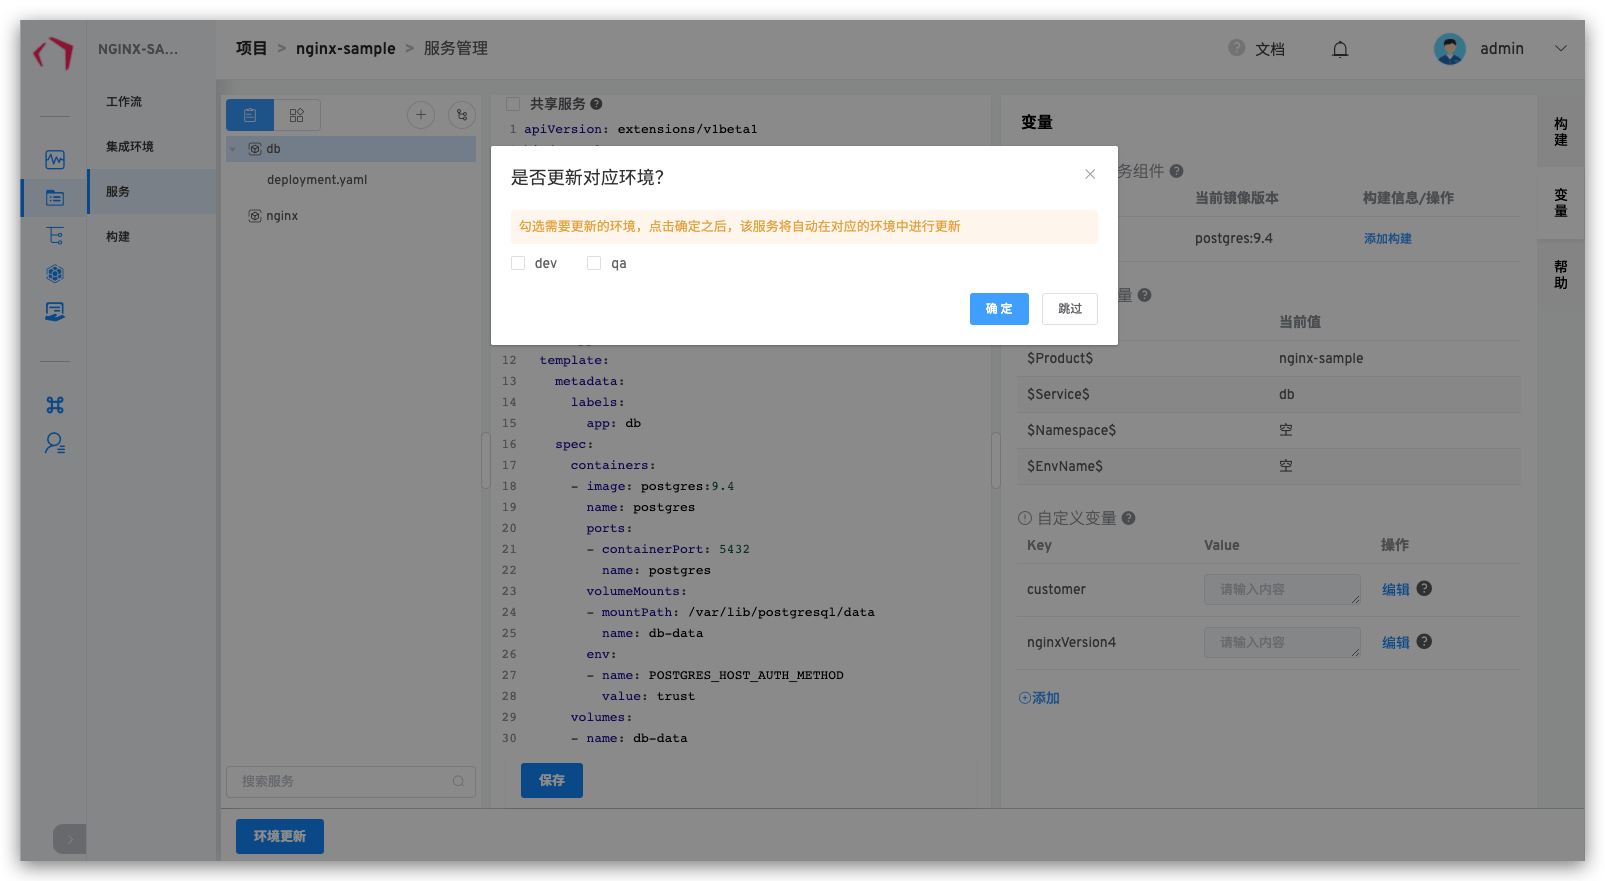 NGINX-SA...
项目 > nginx-sample > 服务管理
文档
admin
工作流
集成环境
服务
构建
db
deployment.yaml
nginx
搜索服务
环境更新
共享服务
1 apiVersion: extensions/v1beta1
是否更新对应环境？
勾选需要更新的环境，点击确定之后，该服务将自动在对应的环境中进行更新
dev
qa
确定
跳过
12 template:
13 metadata:
14 labels:
15 app: db
16 spec:
17 containers:
18 - image: postgres:9.4
19 name: postgres
20 ports:
21 - containerPort: 5432
22 name: postgres
23 volumeMounts:
24 - mountPath: /var/lib/postgresql/data
25 name: db-data
26 env:
27 - name: POSTGRES_HOST_AUTH_METHOD
28 value: trust
29 volumes:
30 - name: db-data
保存
变量
务组件
当前镜像版本 构建信息/操作
postgres:9.4 添加构建
量
当前值
$Product$ nginx-sample
$Service$ db
$Namespace$ 空
$EnvName$ 空
自定义变量
Key Value 操作
customer 请输入内容 编辑
nginxVersion4 请输入内容 编辑
添加
构建
变量
帮助